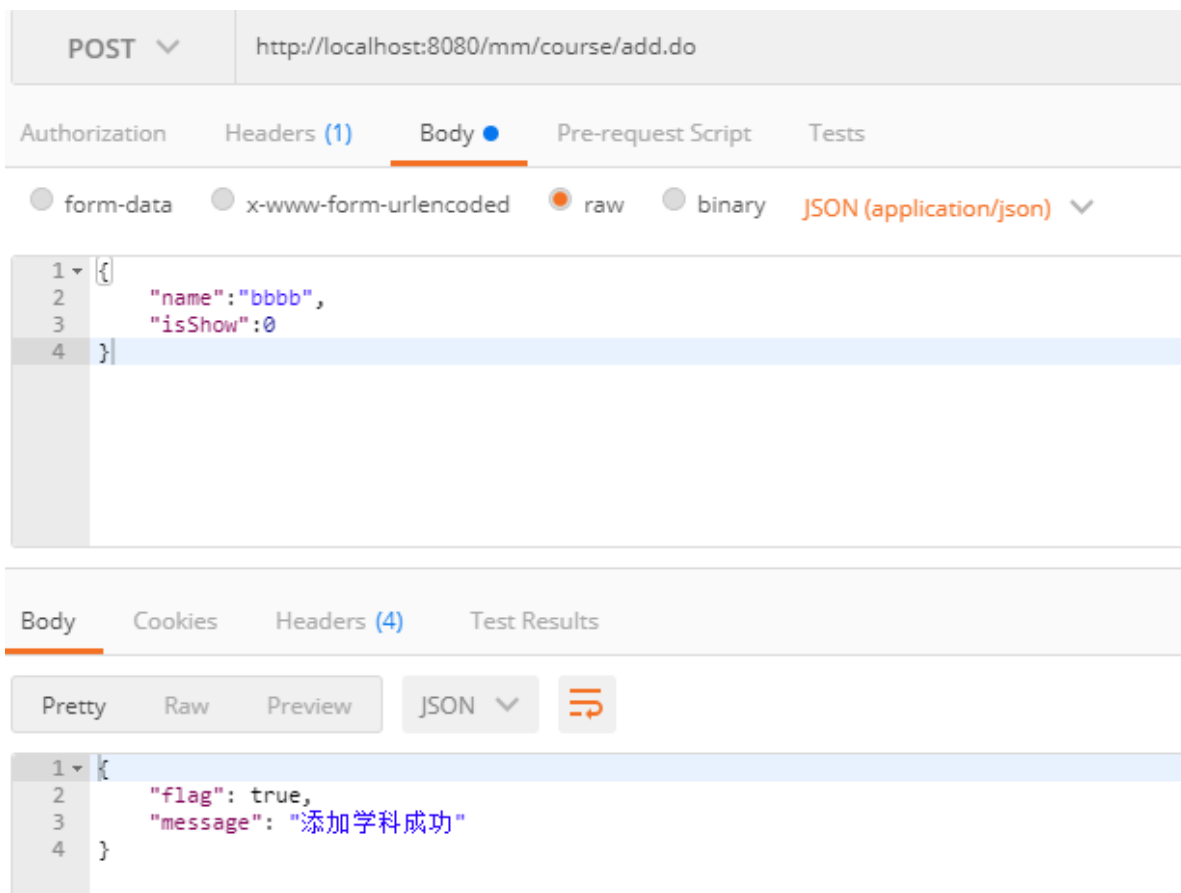 POST http://localhost:8080/mm/course/add.do
Authorization Headers (1) Body Pre-request Script Tests
form-data x-www-form-urlencoded raw binary JSON (application/json)
1 {
2 "name":"bbbb",
3 "isShow":0
4 }
Body Cookies Headers (4) Test Results
Pretty Raw Preview JSON
1 {
2 "flag": true,
3 "message": "添加学科成功"
4 }